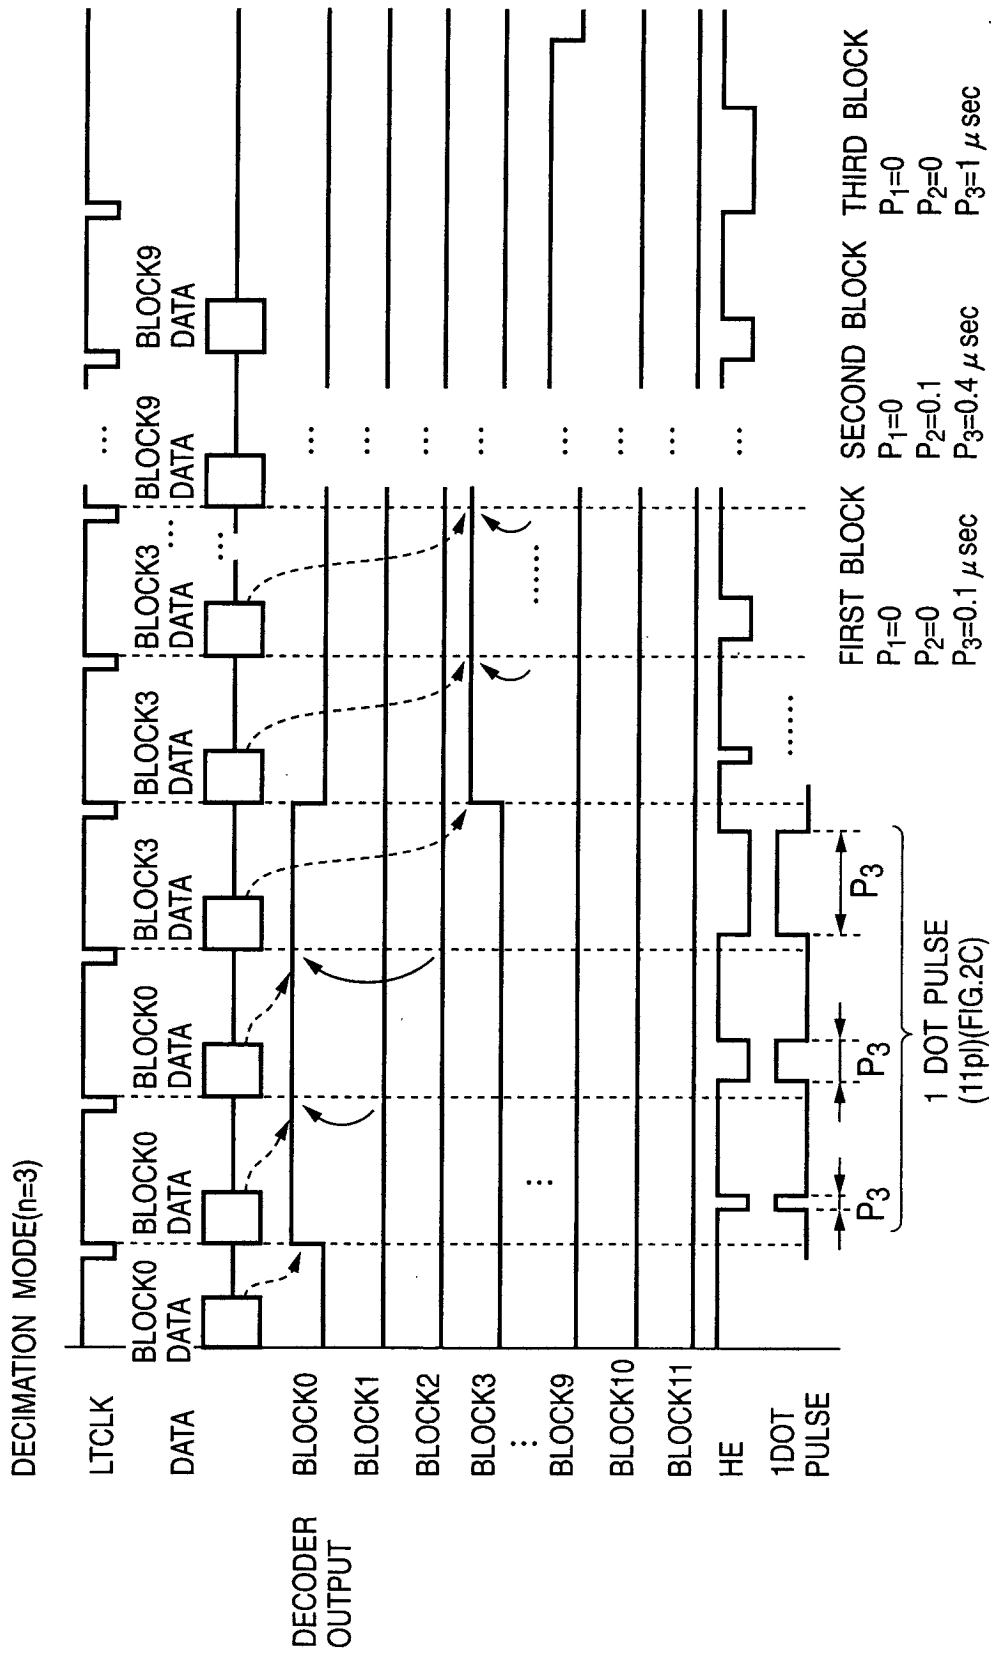 DECIMATION MODE(n=3)
LTCLK
...
DATA
BLOCK0
DATA
BLOCK0
DATA
BLOCK0
DATA
BLOCK3
DATA
BLOCK3
DATA
BLOCK3
DATA
...
BLOCK9
DATA
BLOCK9
DATA
DECODER
OUTPUT
BLOCK0
BLOCK1
BLOCK2
BLOCK3
...
BLOCK9
BLOCK10
BLOCK11
HE
1DOT
PULSE
P3
P3
P3
1 DOT PULSE
(11pl)(FIG.2C)
FIRST BLOCK
P1=0
P2=0
P3=0.1 μsec
SECOND BLOCK
P1=0
P2=0.1
P3=0.4 μsec
THIRD BLOCK
P1=0
P2=0
P3=1 μsec